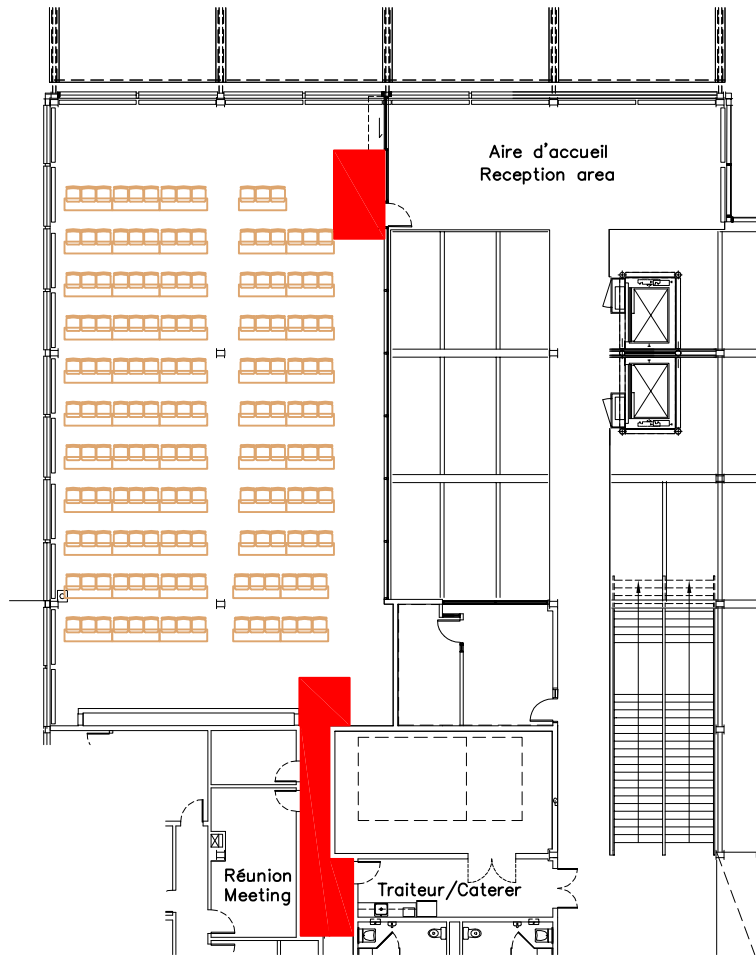 Aire d'accueil
Reception area
Réunion
Meeting
Traiteur/Caterer